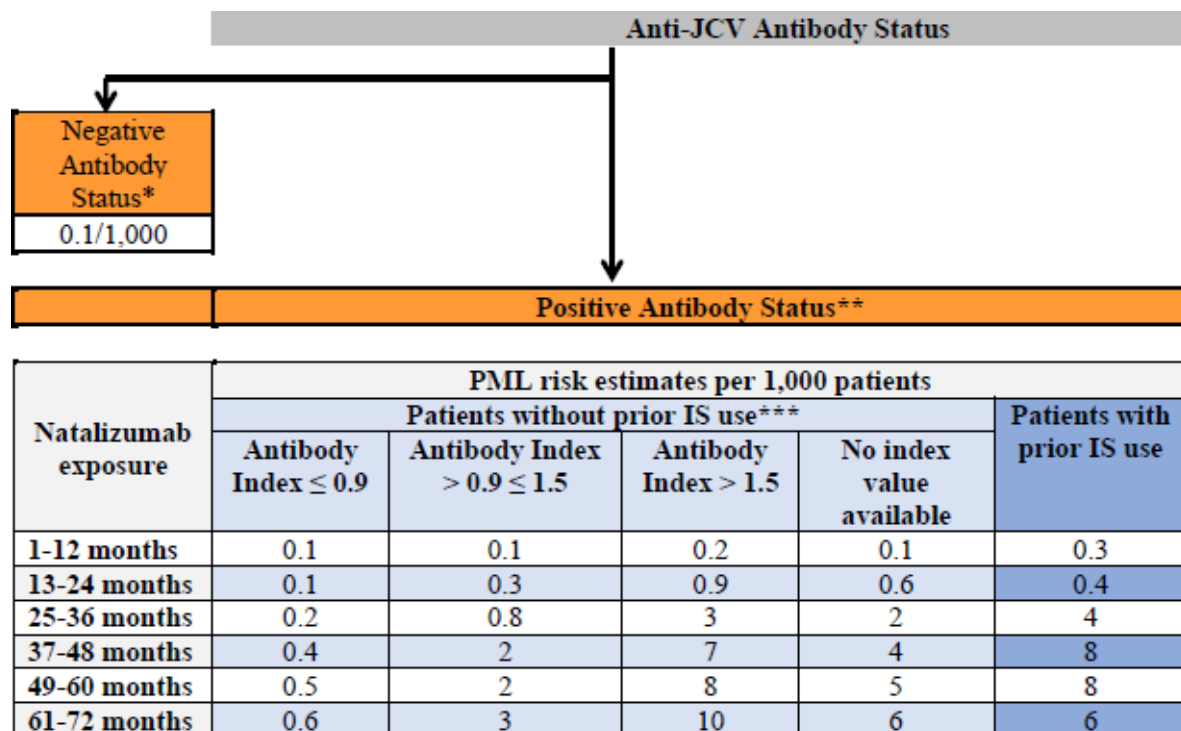 Anti-JCV Antibody Status
Negative
Antibody
Status*
0.1/1,000
Positive Antibody Status**
Natalizumab
exposure
PML risk estimates per 1,000 patients
Patients without prior IS use***
Patients with
prior IS use
Antibody
Index ≤ 0.9
Antibody Index
> 0.9 ≤ 1.5
Antibody
Index > 1.5
No index
value
available
1-12 months 0.1 0.1 0.2 0.1 0.3
13-24 months 0.1 0.3 0.9 0.6 0.4
25-36 months 0.2 0.8 3 2 4
37-48 months 0.4 2 7 4 8
49-60 months 0.5 2 8 5 8
61-72 months 0.6 3 10 6 6